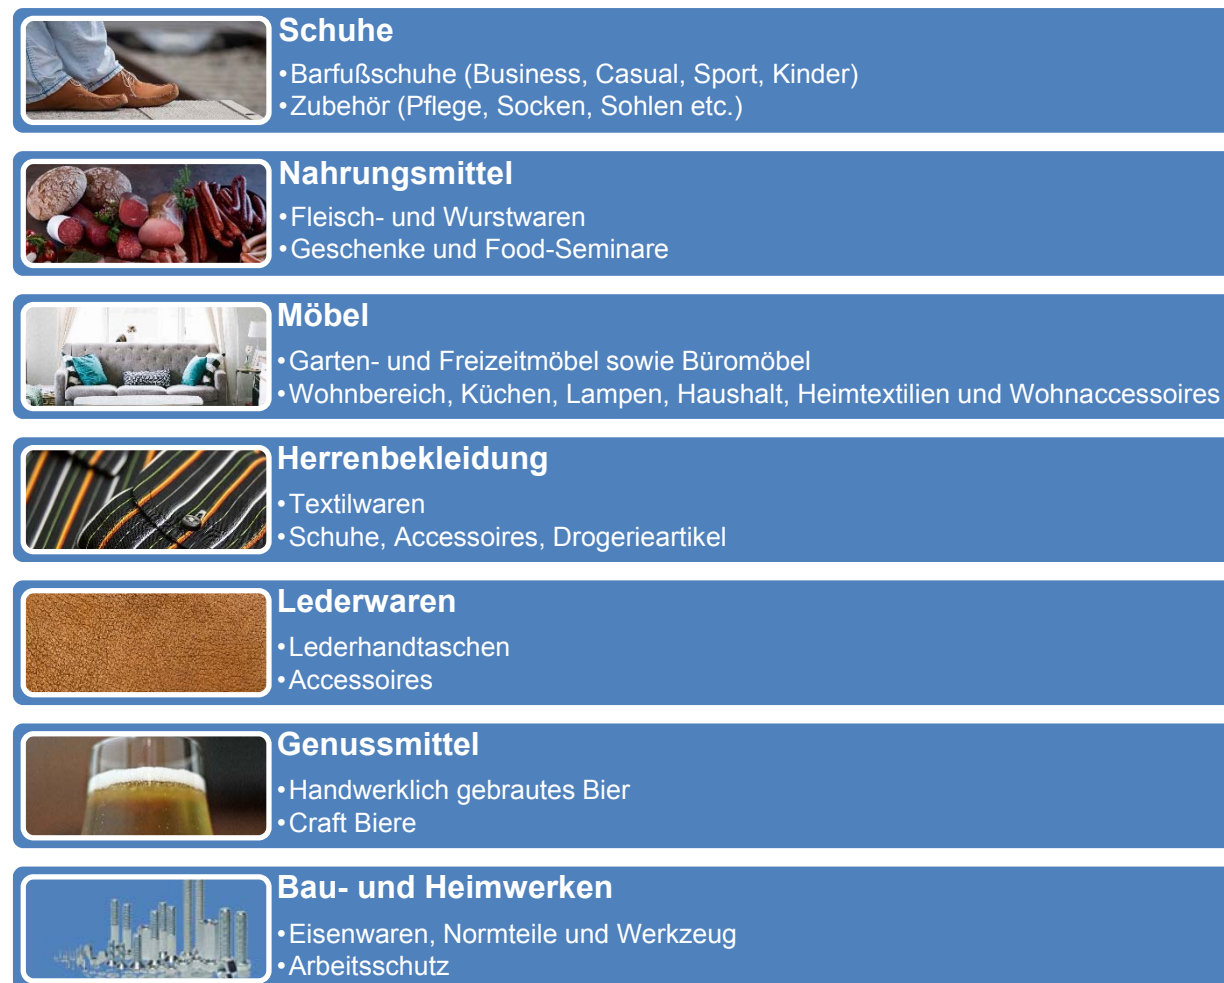 Schuhe
•Barfußschuhe (Business, Casual, Sport, Kinder)
•Zubehör (Pflege, Socken, Sohlen etc.)
Nahrungsmittel
•Fleisch- und Wurstwaren
•Geschenke und Food-Seminare
Möbel
•Garten- und Freizeitmöbel sowie Büromöbel
•Wohnbereich, Küchen, Lampen, Haushalt, Heimtextilien und Wohnaccessoires
Herrenbekleidung
•Textilwaren
•Schuhe, Accessoires, Drogerieartikel
Lederwaren
•Lederhandtaschen
•Accessoires
Genussmittel
•Handwerklich gebrautes Bier
•Craft Biere
Bau- und Heimwerken
•Eisenwaren, Normteile und Werkzeug
•Arbeitsschutz